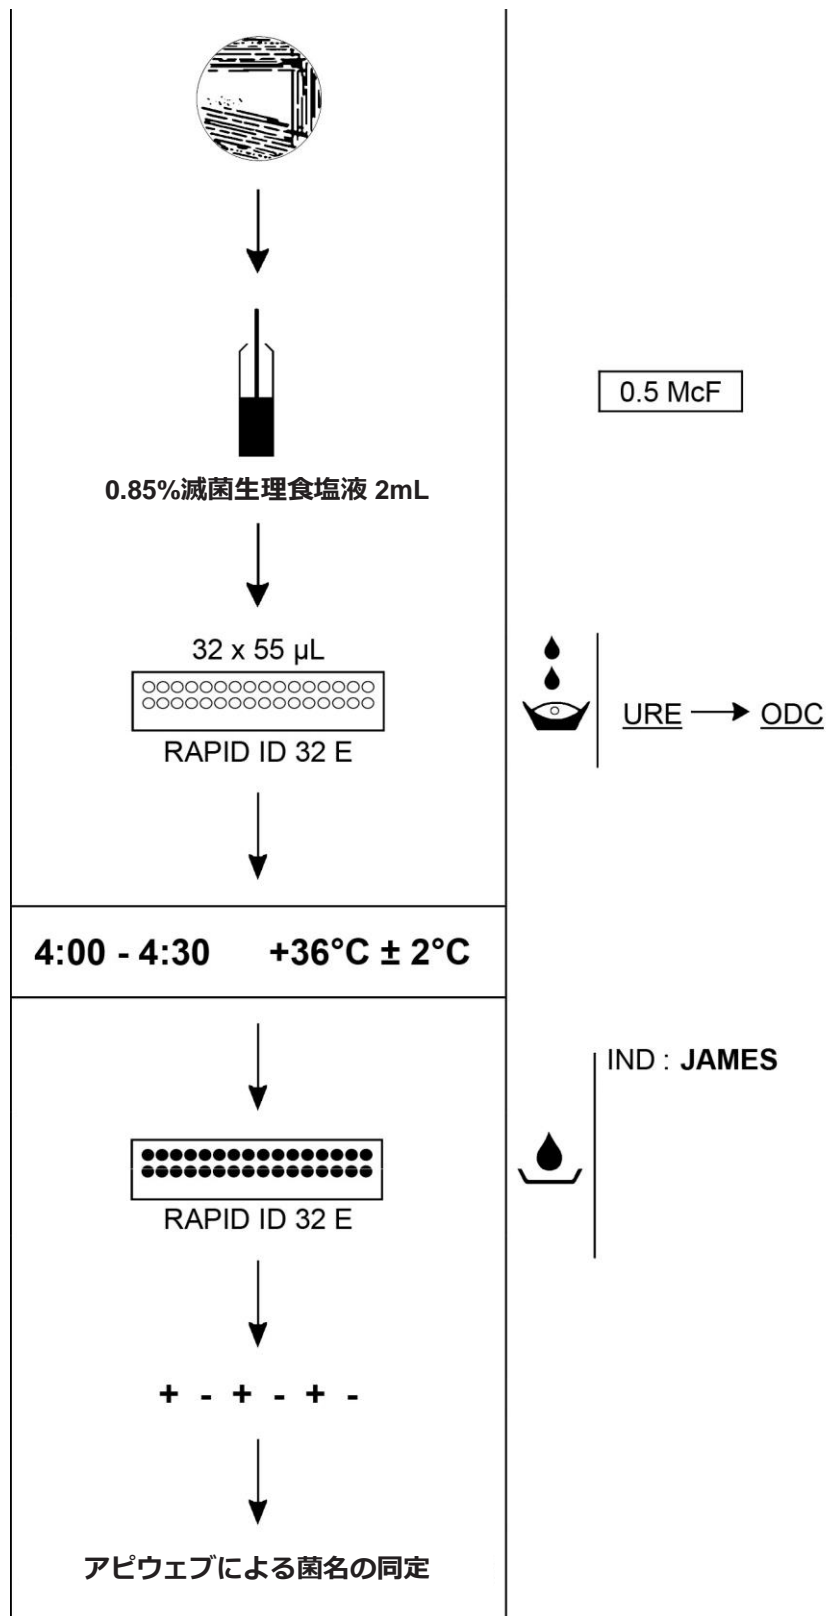 0.5 McF
0.85%滅菌生理食塩液 2mL
32 x 55 µL
RAPID ID 32 E
URE → ODC
4:00 - 4:30 +36°C ± 2°C
IND : JAMES
RAPID ID 32 E
+ - + - + -
アピウェブによる菌名の同定